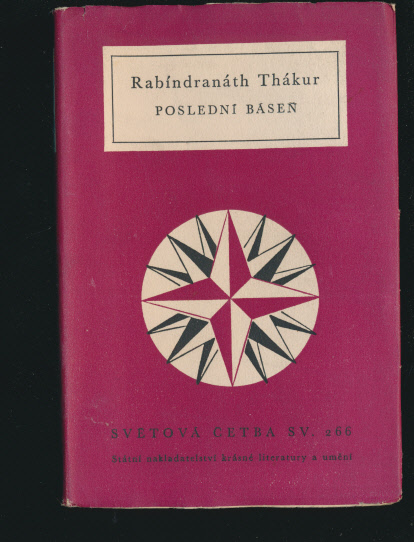 Rabíndranáth Thákur
POSLEDNÍ BÁSEŇ
SVĚTOVÁ ČETBA SV. 266
Státní nakladatelství krásné literatury a umění